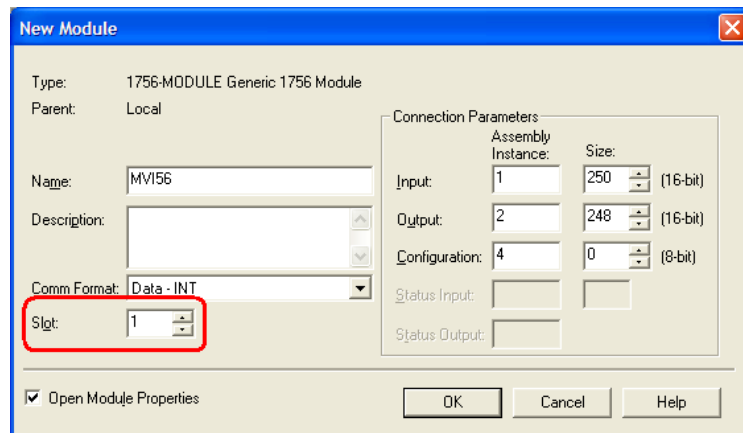 New Module
Type: 1756-MODULE Generic 1756 Module
Parent: Local
Name: MVI56
Description:
Comm Format: Data - INT
Slot: 1
Connection Parameters
Assembly Instance: Size:
Input: 1 250 (16-bit)
Output: 2 248 (16-bit)
Configuration: 4 0 (8-bit)
Status Input:
Status Output:
Open Module Properties
OK Cancel Help